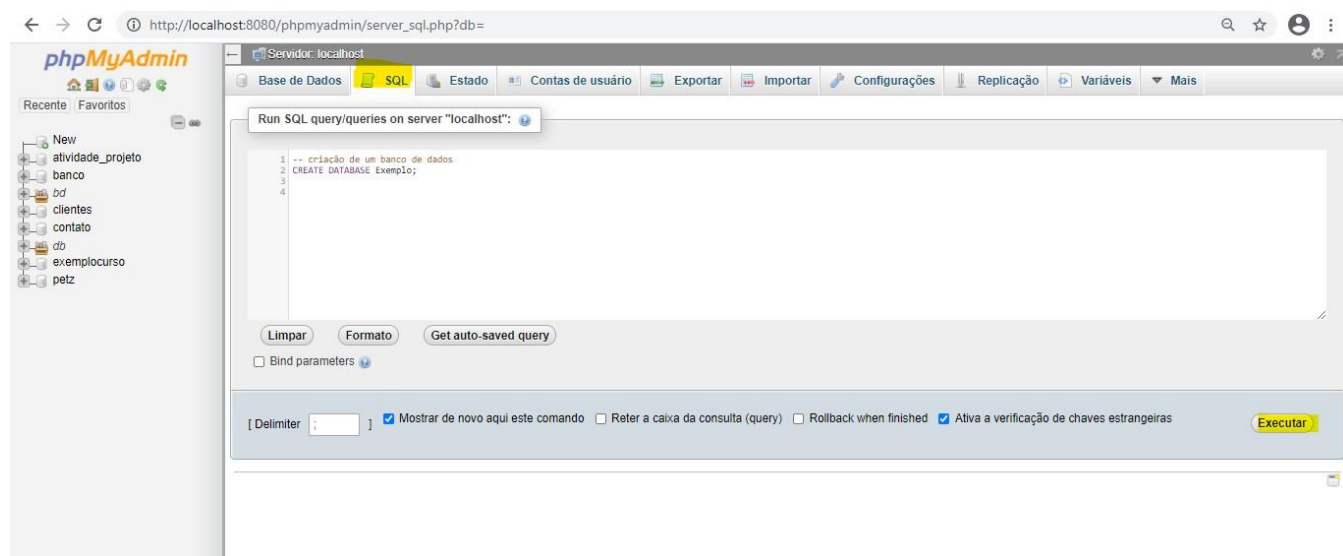 http://localhost:8080/phpmyadmin/server_sql.php?db=
phpMyAdmin
Recente Favoritos
New
atividade_projeto
banco
bd
clientes
contato
db
exemplocurso
petz
Servidor: localhost
Base de Dados SQL Estado Contas de usuário Exportar Importar Configurações Replicação Variáveis Mais
Run SQL query/queries on server "localhost":
1 -- criação de um banco de dados
2 CREATE DATABASE Exemplo;
3
4
Limpar Formato Get auto-saved query
Bind parameters
[ Delimiter ; ] Mostrar de novo aqui este comando Reter a caixa da consulta (query) Rollback when finished Ativa a verificação de chaves estrangeiras Executar